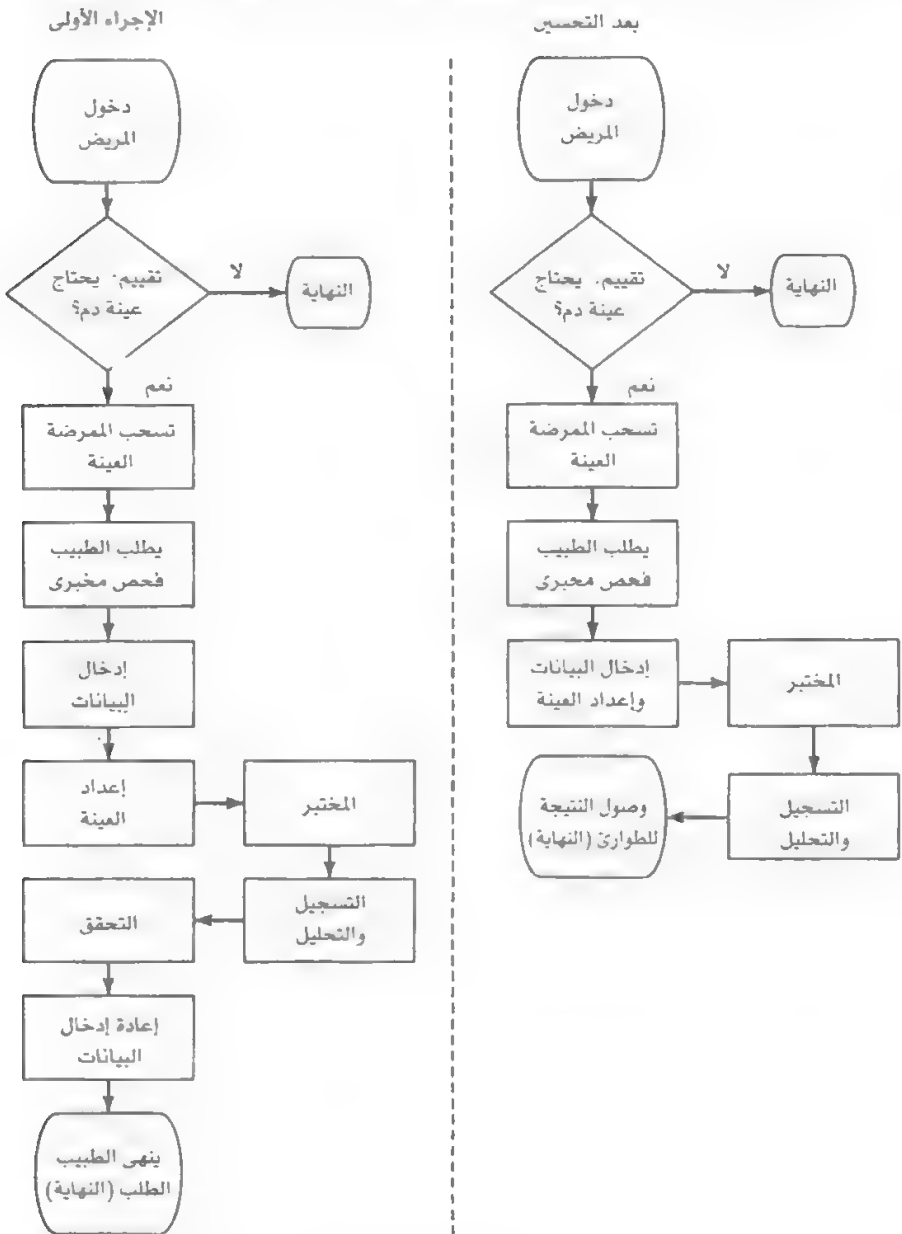 الإجراء الأولى
دخول
المريض
تقييم. يحتاج
عينة دم؟
لا
النهاية
نعم
تسحب الممرضة
العينة
يطلب الطبيب
فحص مخبرى
إدخال
البيانات
إعداد
العينة
المختبر
التسجيل
والتحليل
التحقق
إعادة إدخال
البيانات
ينهى الطبيب
الطلب (النهاية)
بعد التحسين
دخول
المريض
تقييم. يحتاج
عينة دم؟
لا
النهاية
نعم
تسحب الممرضة
العينة
يطلب الطبيب
فحص مخبرى
إدخال البيانات
وإعداد العينة
المختبر
التسجيل
والتحليل
وصول النتيجة
للطوارئ (النهاية)